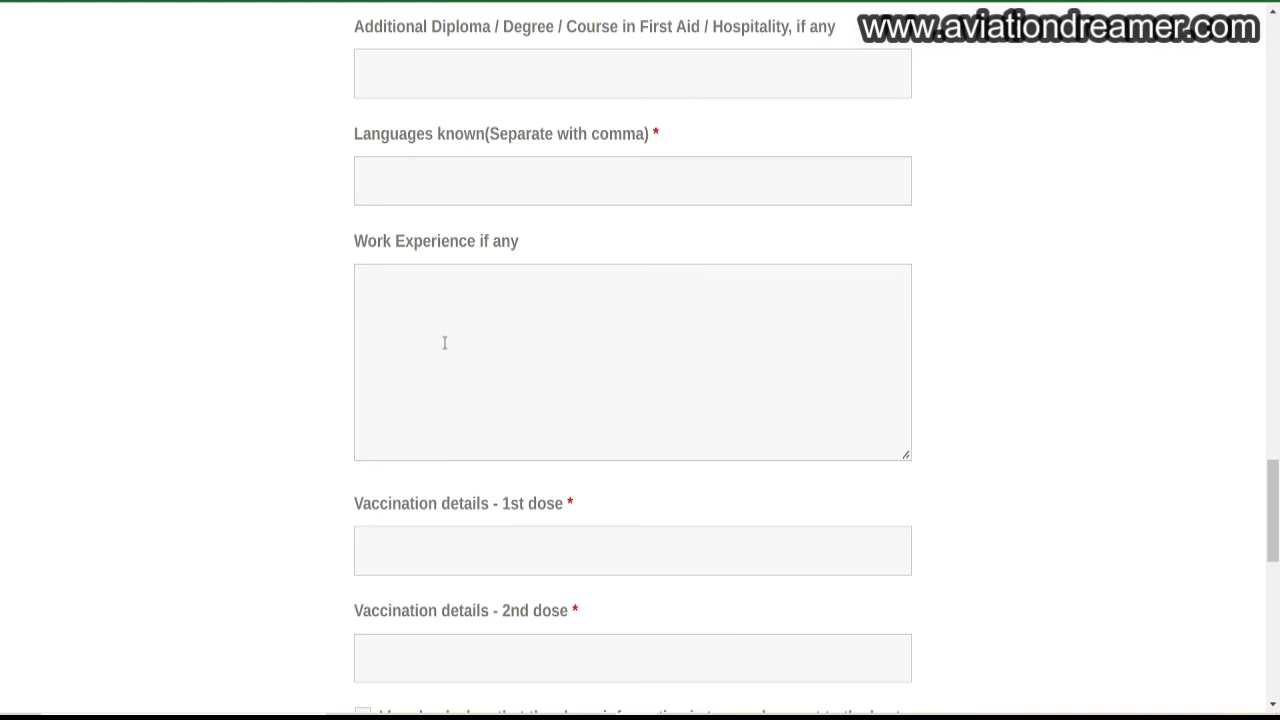 www.aviationdreamer.com
Additional Diploma / Degree / Course in First Aid / Hospitality, if any
Languages known(Separate with comma) *
Work Experience if any
Vaccination details - 1st dose *
Vaccination details - 2nd dose *